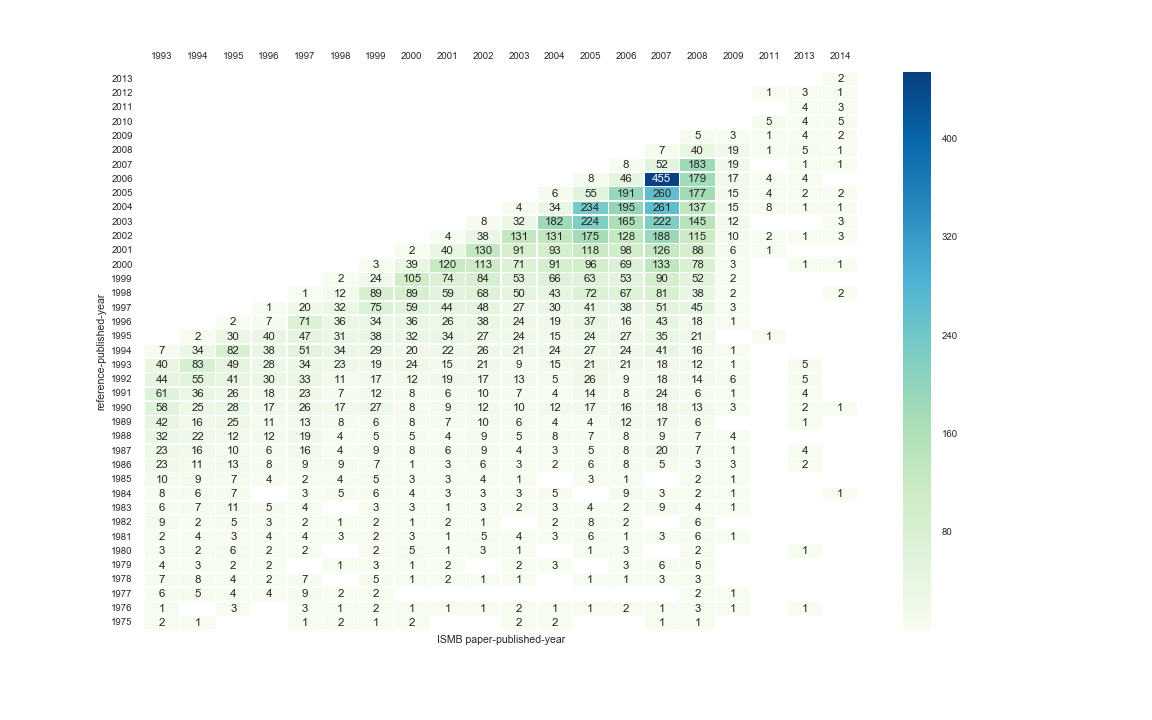 1993 1994 1995 1996 1997 1998 1999 2000 2001 2002 2003 2004 2005 2006 2007 2008 2009 2011 2013 2014
2013 2
2012 1 3 1
2011 4 3
2010 5 4 5
2009 5 3 1 4 2
2008 7 40 19 1 5 1
2007 8 52 183 19 1 1
2006 8 46 455 179 17 4 4
2005 6 55 191 260 177 15 4 2 2
2004 4 34 234 195 261 137 15 8 1 1
2003 8 32 182 224 165 222 145 12 3
2002 4 38 131 131 175 128 188 115 10 2 1 3
2001 2 40 130 91 93 118 98 126 88 6 1
2000 3 39 120 113 71 91 96 69 133 78 3 1 1
1999 2 24 105 74 84 53 66 63 53 90 52 2
1998 1 12 89 89 59 68 50 43 72 67 81 38 2 2
1997 1 20 32 75 59 44 48 27 30 41 38 51 45 3
1996 2 7 71 36 34 36 26 38 24 19 37 16 43 18 1
1995 2 30 40 47 31 38 32 34 27 24 15 24 27 35 21 1
1994 7 34 82 38 51 34 29 20 22 26 21 24 27 24 41 16 1
1993 40 83 49 28 34 23 19 24 15 21 9 15 21 21 18 12 1 5
1992 44 55 41 30 33 11 17 12 19 17 13 5 26 9 18 14 6 5
1991 61 36 26 18 23 7 12 8 6 10 7 4 14 8 24 6 1 4
1990 58 25 28 17 26 17 27 8 9 12 10 12 17 16 18 13 3 2 1
1989 42 16 25 11 13 8 6 8 7 10 6 4 4 12 17 6 1
1988 32 22 12 12 19 4 5 5 4 9 5 8 7 8 9 7 4
1987 23 16 10 6 16 4 9 8 6 9 4 3 5 8 20 7 1 4
1986 23 11 13 8 9 9 7 1 3 6 3 2 6 8 5 3 3 2
1985 10 9 7 4 2 4 5 3 3 4 1 3 1 2 1
1984 8 6 7 3 5 6 4 3 3 3 5 9 3 2 1 1
1983 6 7 11 5 4 3 3 1 3 2 3 4 2 9 4 1
1982 9 2 5 3 2 1 2 1 2 1 2 8 2 6
1981 2 4 3 4 4 3 2 3 1 5 4 3 6 1 3 6 1
1980 3 2 6 2 2 2 5 1 3 1 1 3 2 1
1979 4 3 2 2 1 3 1 2 2 3 3 6 5
1978 7 8 4 2 7 5 1 2 1 1 1 1 3 3
1977 6 5 4 4 9 2 2 2 1
1976 1 3 3 1 2 1 1 1 2 1 1 2 1 3 1 1
1975 2 1 1 2 1 2 2 2 1 1
reference-published-year
ISMB paper-published-year
400
320
240
160
80